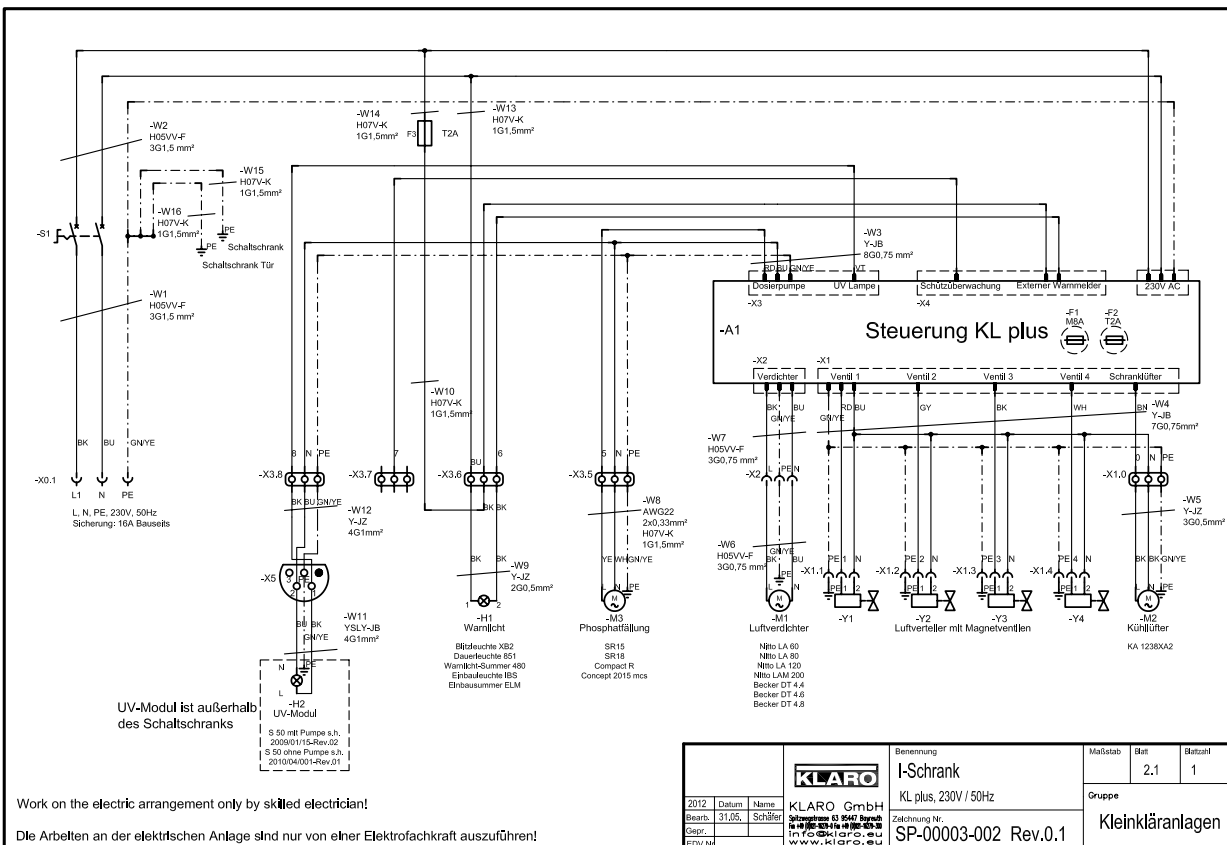 -W2
H05VV-F
3G1,5 mm²
-W15
H07V-K
1G1,5mm²
-W16
H07V-K
1G1,5mm²
-S1
PE
PE
Schaltschrank
Schaltschrank Tür
-W1
H05VV-F
3G1,5 mm²
BK
BU
GN/YE
-X0.1
L1
N
PE
L, N, PE, 230V, 50Hz
Sicherung: 16A Bauseits
-W14
H07V-K
1G1,5mm²
F3
T2A
-W13
H07V-K
1G1,5mm²
-W10
H07V-K
1G1,5mm²
-W3
Y-JB
8G0,75 mm²
RD BU GN/YE
VT
Dosierpumpe
UV Lampe
-X3
Schützüberwachung
Externer Warnmelder
-X4
230V AC
-A1
Steuerung KL plus
-F1
M8A
-F2
T2A
-X2
Verdichter
-X1
Ventil 1
Ventil 2
Ventil 3
Ventil 4
Schranklüfter
BK
GN/YE
BU
GN/YE
RD BU
GY
BK
WH
BN
-W4
Y-JB
7G0,75mm²
-W7
H05VV-F
3G0,75 mm²
-X2
L PE N
-W6
H05VV-F
3G0,75 mm²
GN/YE
BK
BU
PE
L
N
M
-M1
Luftverdichter
Nitto LA 60
Nitto LA 80
Nitto LA 120
Nitto LAM 200
Becker DT 4.4
Becker DT 4.6
Becker DT 4.8
8 N PE
-X3.8
BK BU GN/YE
-W12
Y-JZ
4G1mm²
-X5
3
PE
2
1
BU
BK
GN/YE
-W11
YSLY-JB
4G1mm²
N
PE
L
-H2
UV-Modul
S 50 mit Pumpe s.h.
2009/01/15-Rev.02
S 50 ohne Pumpe s.h.
2010/04/001-Rev.01
UV-Modul ist außerhalb
des Schaltschranks
7
-X3.7
BU
6
-X3.6
BK BK
BK
BK
-W9
Y-JZ
2G0,5mm²
1
2
-H1
Warnlicht
Blitzleuchte XB2
Dauerleuchte 851
Warnlicht-Summer 480
Einbauleuchte IBS
Einbausummer ELM
5 N PE
-X3.5
-W8
AWG22
2x0,33mm²
H07V-K
1G1,5mm²
YE WH GN/YE
L N PE
M
-M3
Phosphatfällung
SR15
SR18
Compact R
Concept 2015 mcs
PE 1 N
-X1.1
PE 1 2
-Y1
PE 2 N
-X1.2
PE 1 2
-Y2
PE 3 N
-X1.3
PE 1 2
-Y3
PE 4 N
-X1.4
PE 1 2
-Y4
Luftverteiler mit Magnetventilen
0 N PE
-X1.0
-W5
Y-JZ
3G0,5mm²
BK BK GN/YE
L N PE
M
-M2
Kühllüfter
KA 1238XA2
Work on the electric arrangement only by skilled electrician!
Die Arbeiten an der elektrischen Anlage sind nur von einer Elektrofachkraft auszuführen!
2012
Datum
Name
Bearb.
31.05.
Schäfer
Gepr.
KLARO
KLARO GmbH
Spitzwegstrasse 63 95447 Bayreuth
info@klaro.eu
www.klaro.eu
Benennung
I-Schrank
KL plus, 230V / 50Hz
Zeichnung Nr.
SP-00003-002 Rev.0.1
Maßstab
Blatt
2.1
Blattzahl
1
Gruppe
Kleinkläranlagen